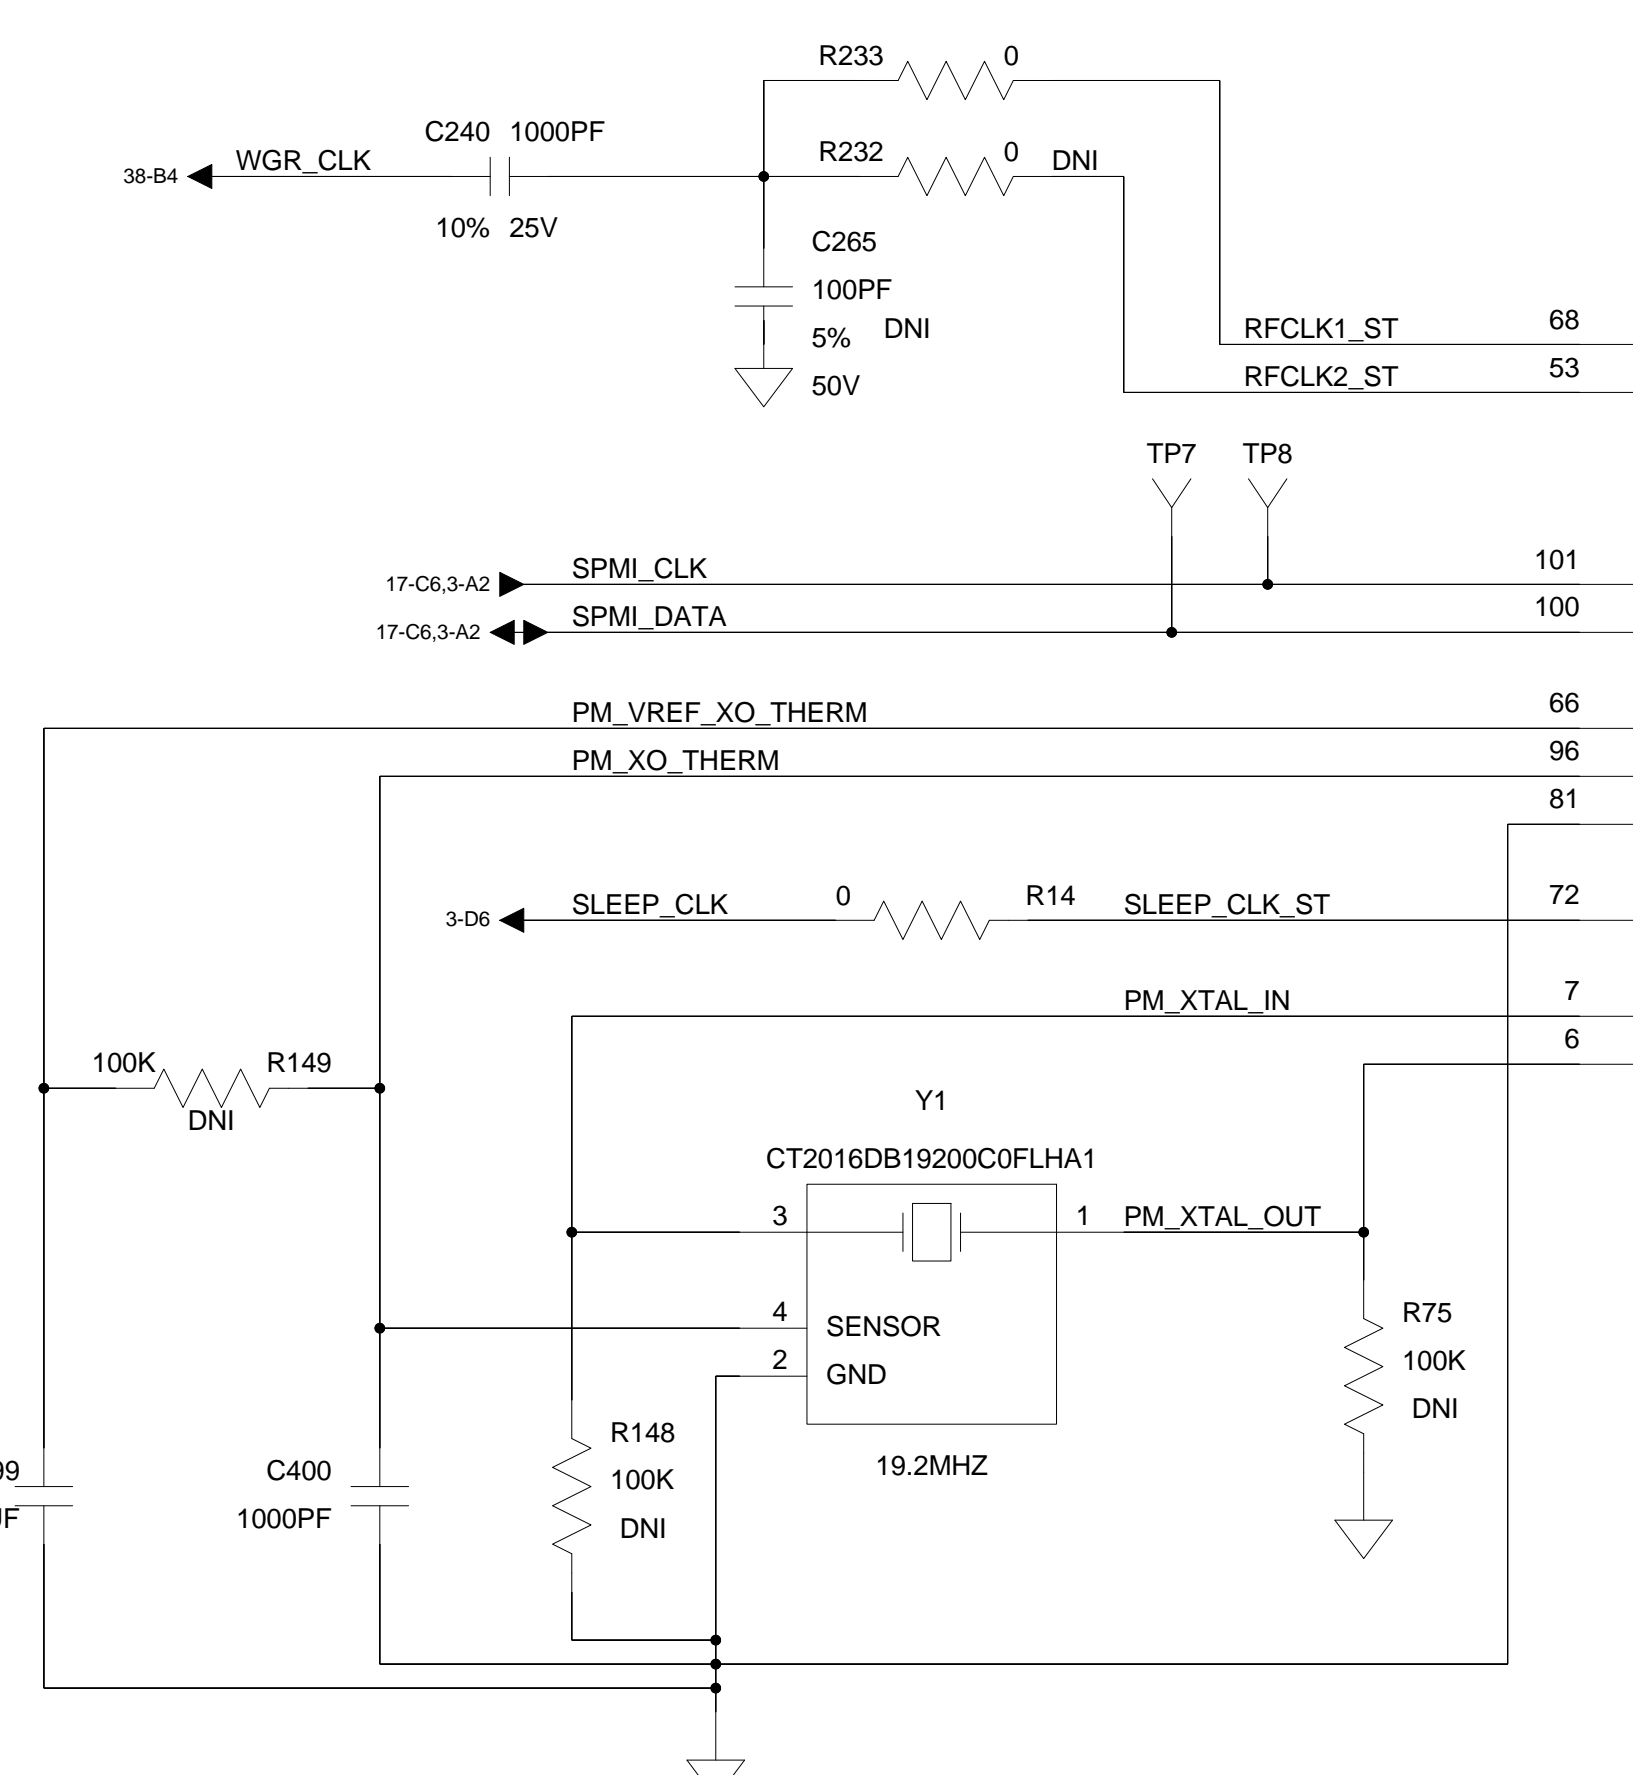 R233 0
C240 1000PF
R232 0 DNI
38-B4 WGR_CLK
10% 25V
C265
100PF
5% DNI
50V
RFCLK1_ST 68
RFCLK2_ST 53
TP7 TP8
17-C6,3-A2 SPMI_CLK 101
17-C6,3-A2 SPMI_DATA 100
PM_VREF_XO_THERM 66
PM_XO_THERM 96
81
3-D6 SLEEP_CLK 0 R14 SLEEP_CLK_ST 72
PM_XTAL_IN 7
6
100K R149
DNI
Y1
CT2016DB19200C0FLHA1
3 1 PM_XTAL_OUT
4 SENSOR
2 GND
R75
100K
DNI
19.2MHZ
R148
100K
DNI
99 C400
1000PF